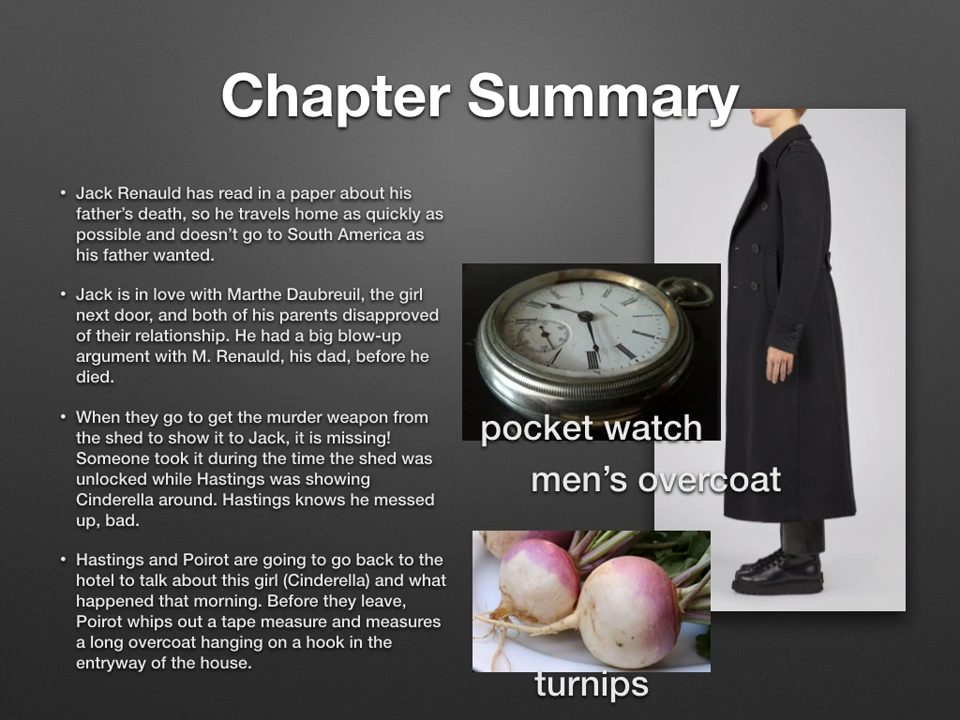 Chapter Summary
• Jack Renauld has read in a paper about his
father's death, so he travels home as quickly as
possible and doesn't go to South America as
his father wanted.
• Jack is in love with Marthe Daubreuil, the girl
next door, and both of his parents disapproved
of their relationship. He had a big blow-up
argument with M. Renauld, his dad, before he
died.
• When they go to get the murder weapon from
the shed to show it to Jack, it is missing!
Someone took it during the time the shed was
unlocked while Hastings was showing
Cinderella around. Hastings knows he messed
up, bad.
• Hastings and Poirot are going to go back to the
hotel to talk about this girl (Cinderella) and what
happened that morning. Before they leave,
Poirot whips out a tape measure and measures
a long overcoat hanging on a hook in the
entryway of the house.
pocket watch
men's overcoat
turnips